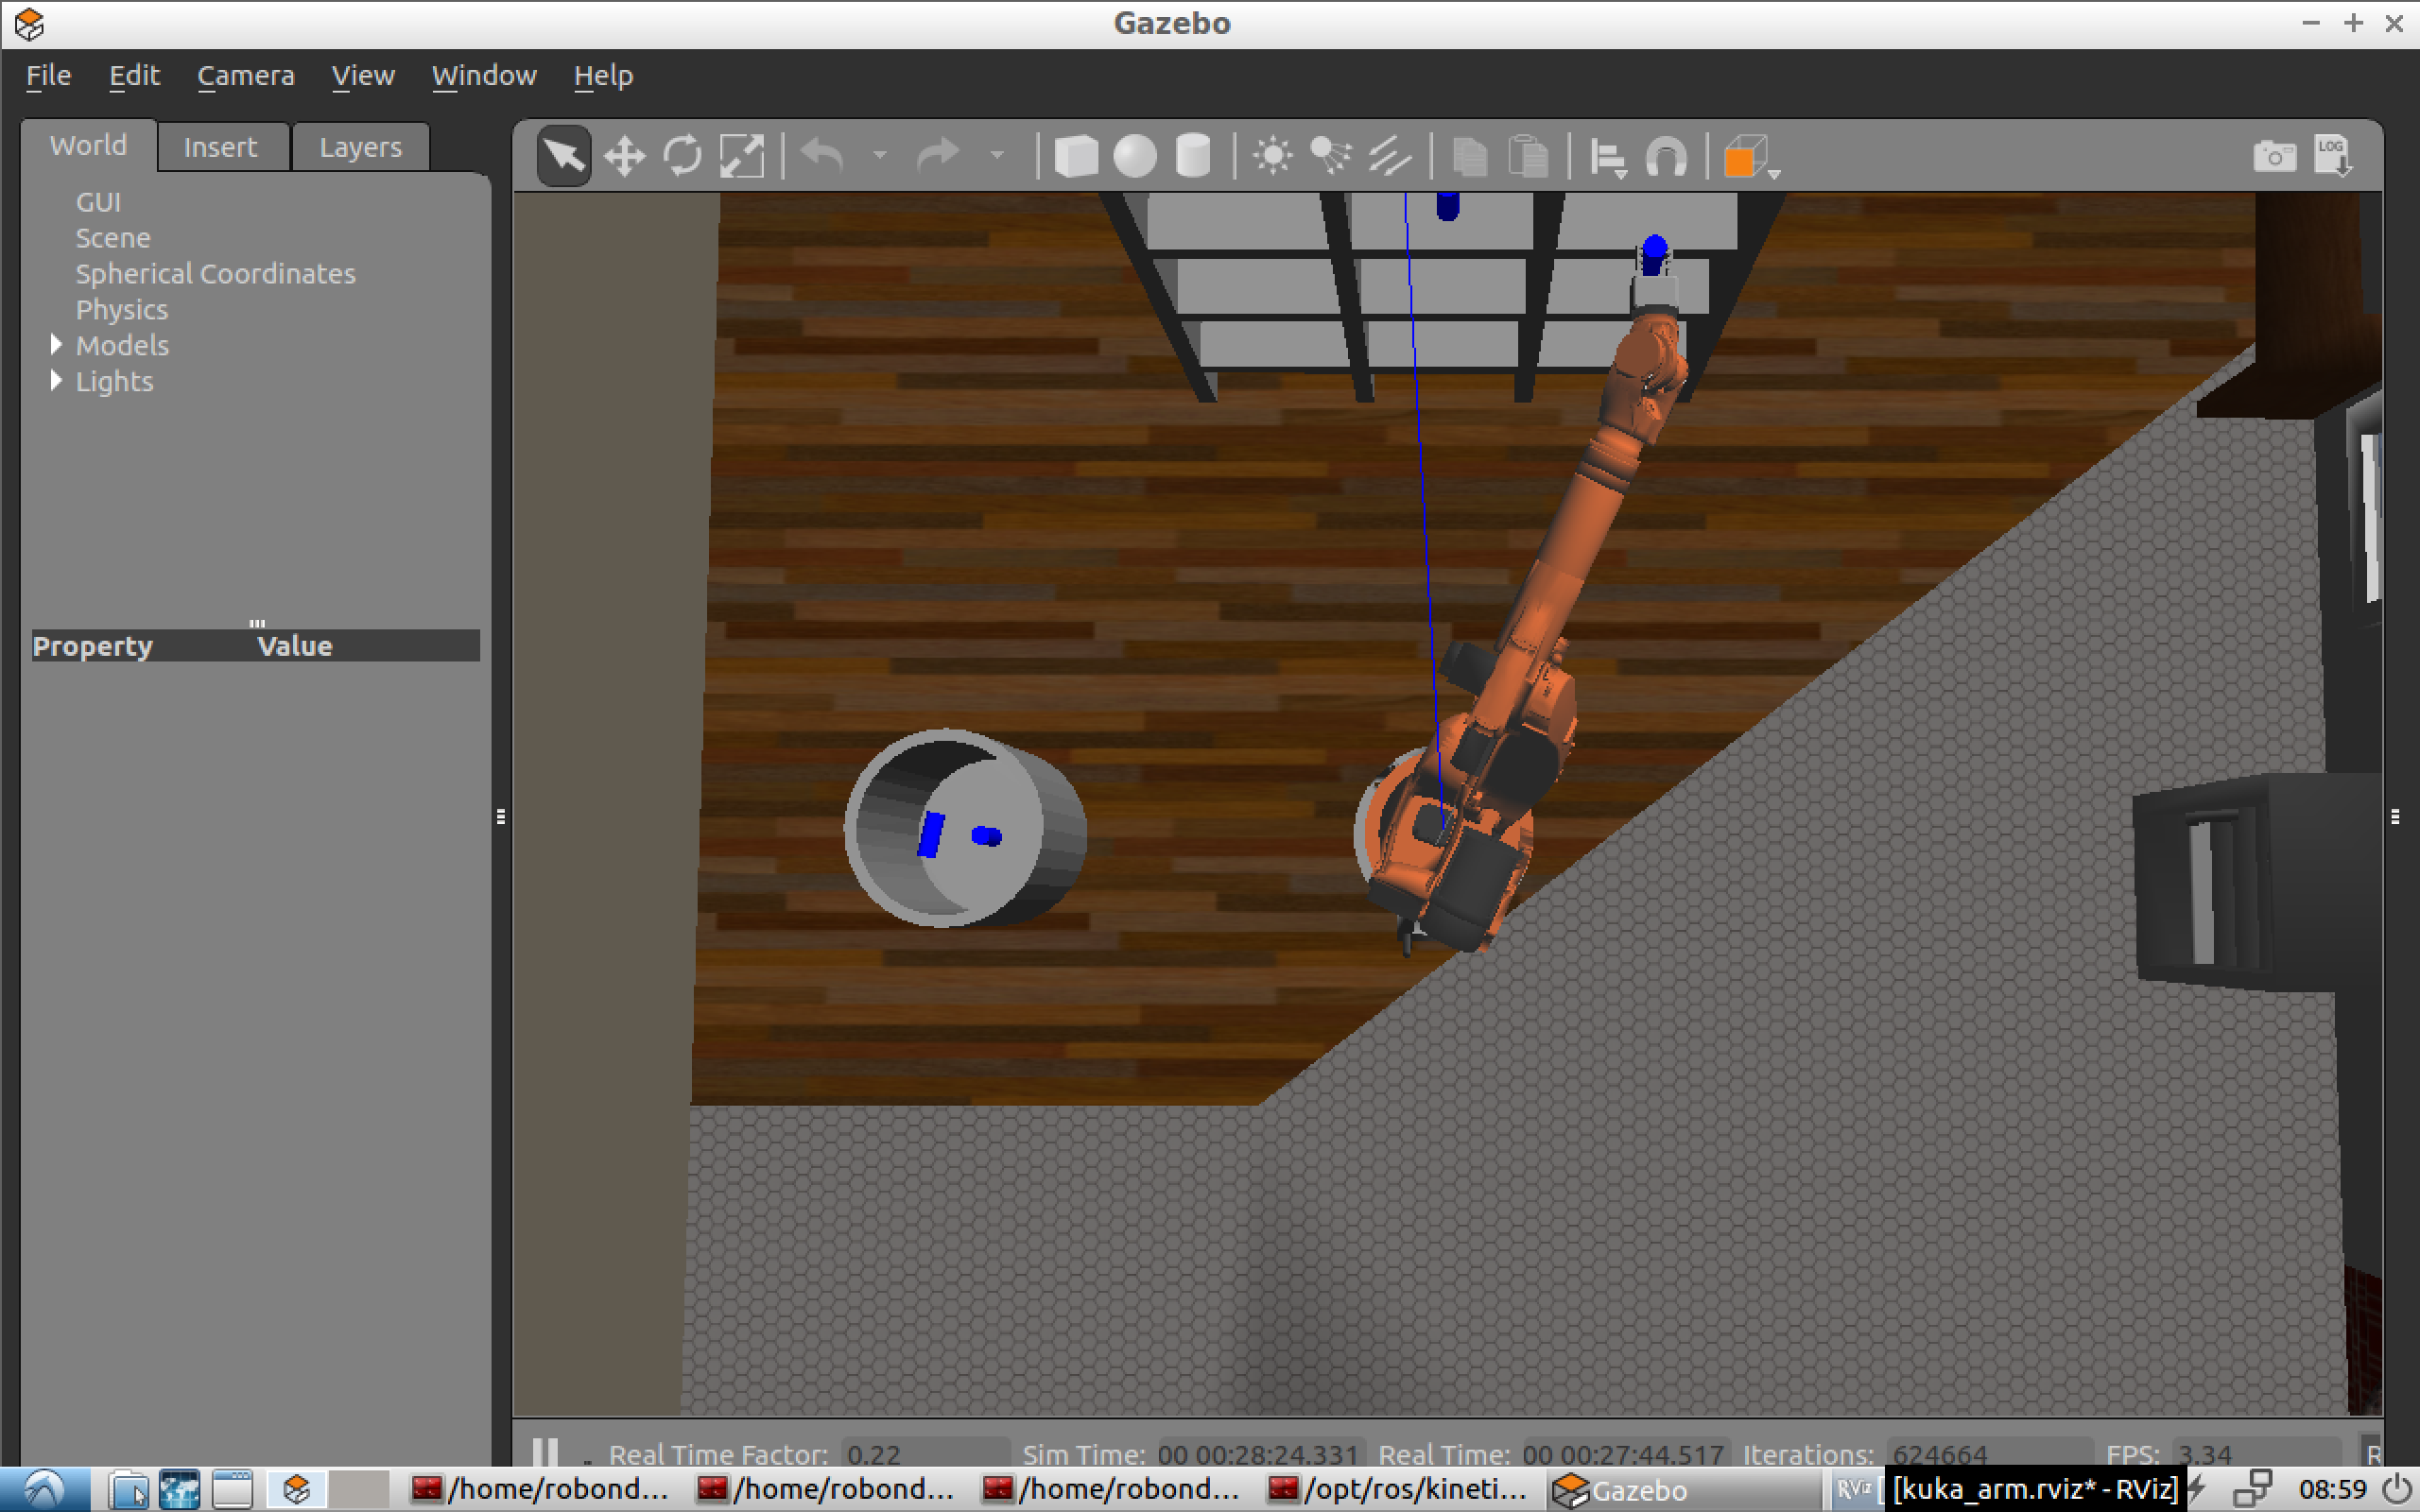 Gazebo
File Edit Camera View Window Help
World Insert Layers
LOG
GUI
Scene
Spherical Coordinates
Physics
Models
Lights
Property Value
Real Time Factor: 0.22 Sim Time: 00 00:28:24.331 Real Time: 00 00:27:44.517 Iterations: 624664 FPS: 3.34 R
/home/robond... /home/robond... /home/robond... /opt/ros/kineti... Gazebo RViz [ [kuka_arm.rviz* - RViz] 08:59